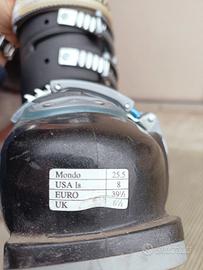 Mondo 25.5
USA ls 8
EURO 39½
UK 6½